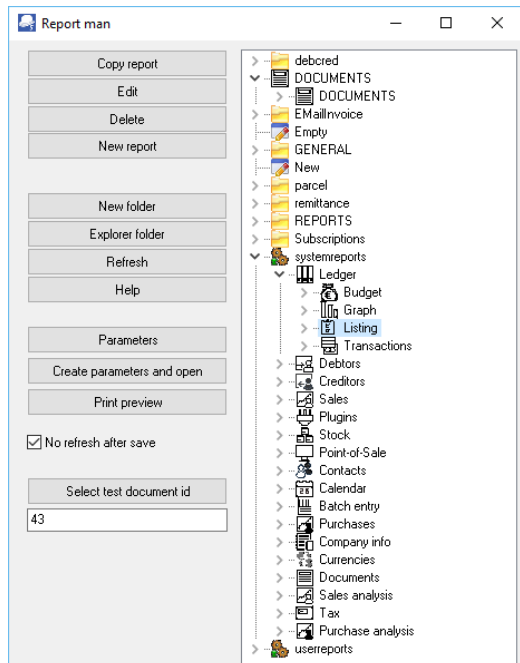 Report man
Copy report
Edit
Delete
New report
New folder
Explorer folder
Refresh
Help
Parameters
Create parameters and open
Print preview
No refresh after save
Select test document id
43
debcred
DOCUMENTS
DOCUMENTS
EMailInvoice
Empty
GENERAL
New
parcel
remittance
REPORTS
Subscriptions
systemreports
Ledger
Budget
Graph
Listing
Transactions
Debtors
Creditors
Sales
Plugins
Stock
Point-of-Sale
Contacts
Calendar
Batch entry
Purchases
Company info
Currencies
Documents
Sales analysis
Tax
Purchase analysis
userreports